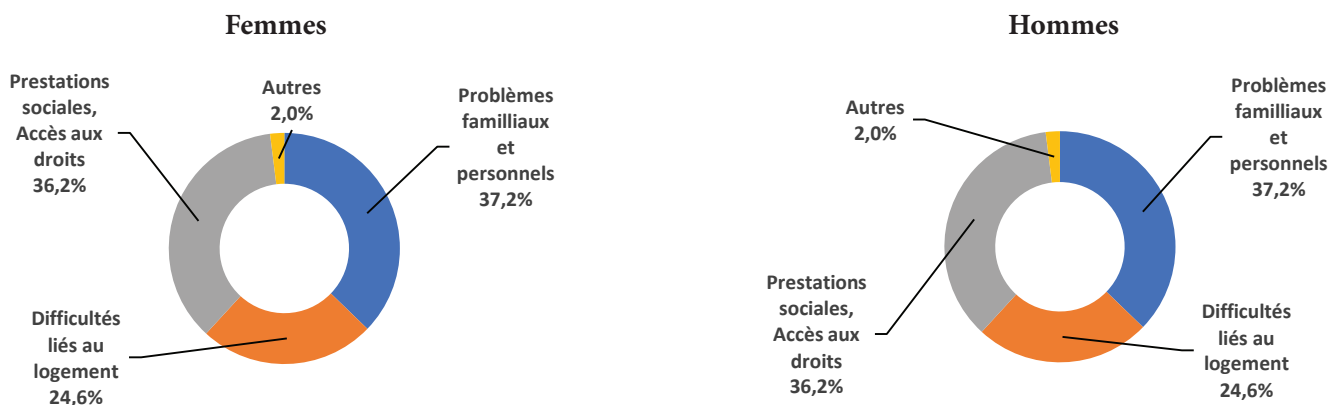 Femmes
Prestations
sociales,
Accès aux
droits
36,2%
Autres
2,0%
Problèmes
familliaux
et
personnels
37,2%
Difficultés
liés au
logement
24,6%
Hommes
Autres
2,0%
Problèmes
familliaux
et
personnels
37,2%
Prestations
sociales,
Accès aux
droits
36,2%
Difficultés
liés au
logement
24,6%